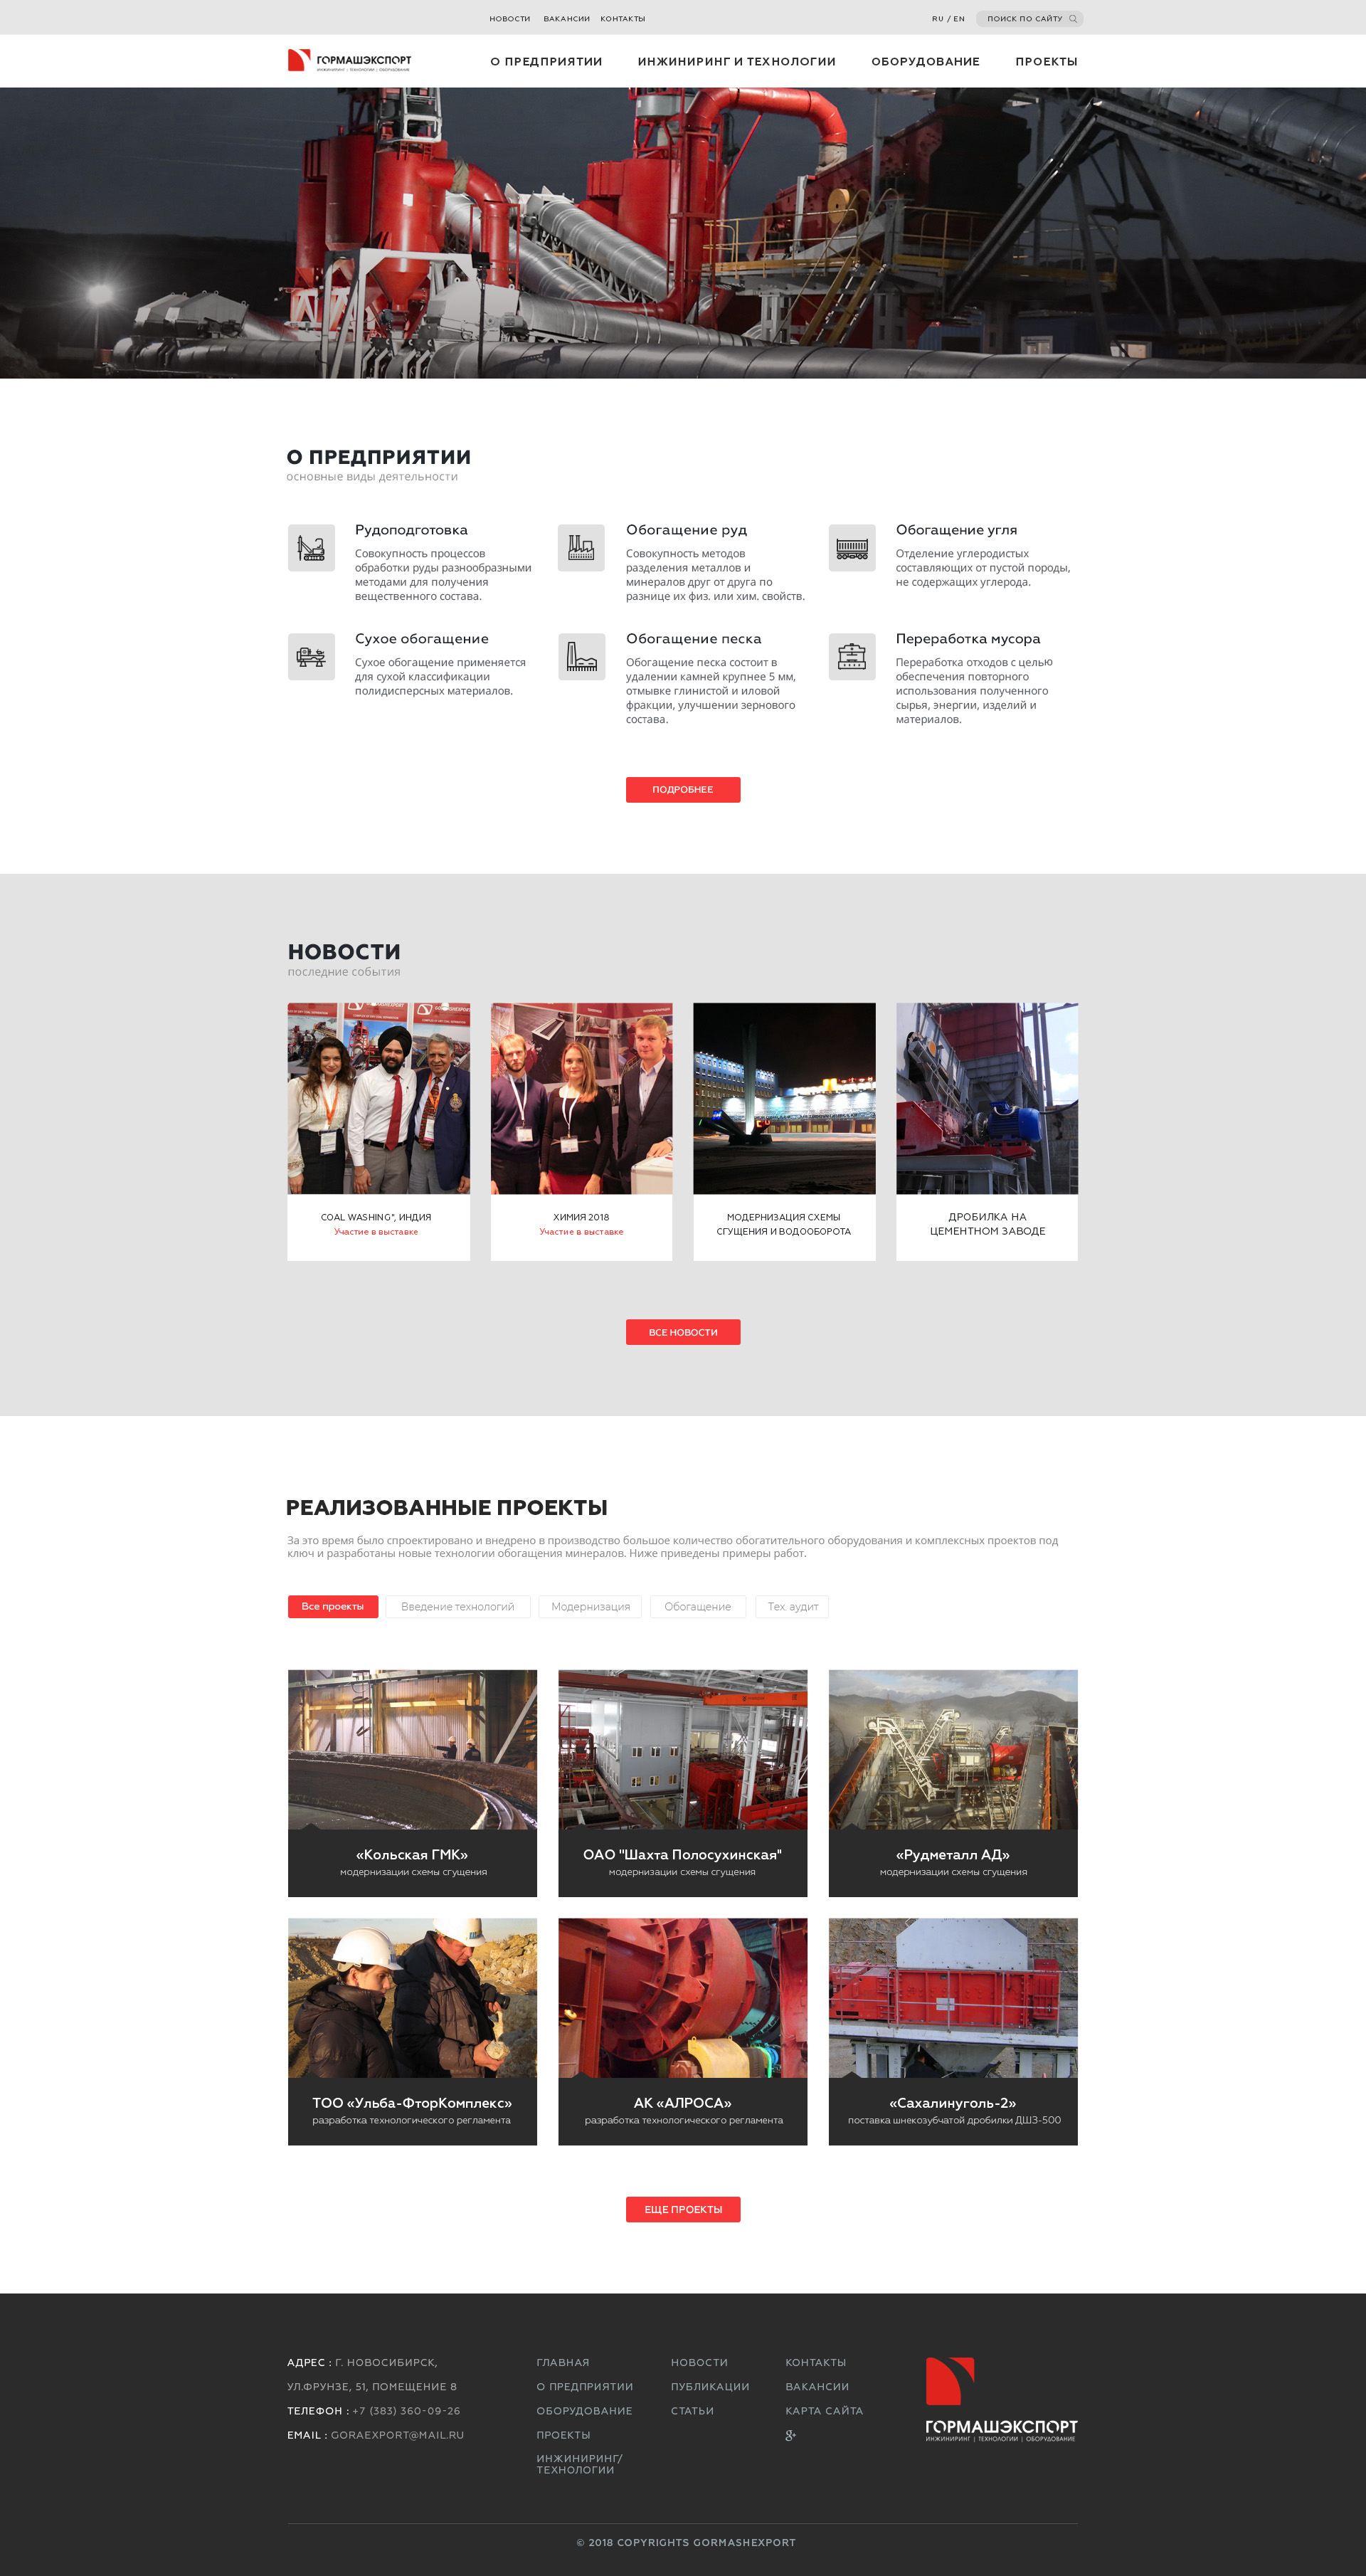 НОВОСТИ ВАКАНСИИ КОНТАКТЫ RU / EN ПОИСК ПО САЙТУ
ГОРМАШЭКСПОРТ
ИНЖИНИРИНГ | ТЕХНОЛОГИИ | ОБОРУДОВАНИЕ
О ПРЕДПРИЯТИИ ИНЖИНИРИНГ И ТЕХНОЛОГИИ ОБОРУДОВАНИЕ ПРОЕКТЫ
О ПРЕДПРИЯТИИ
основные виды деятельности
Рудоподготовка
Совокупность процессов
обработки руды разнообразными
методами для получения
вещественного состава.
Обогащение руд
Совокупность методов
разделения металлов и
минералов друг от друга по
разнице их физ. или хим. свойств.
Обогащение угля
Отделение углеродистых
составляющих от пустой породы,
не содержащих углерода.
Сухое обогащение
Сухое обогащение применяется
для сухой классификации
полидисперсных материалов.
Обогащение песка
Обогащение песка состоит в
удалении камней крупнее 5 мм,
отмывке глинистой и иловой
фракции, улучшении зернового
состава.
Переработка мусора
Переработка отходов с целью
обеспечения повторного
использования полученного
сырья, энергии, изделий и
материалов.
ПОДРОБНЕЕ
НОВОСТИ
последние события
COAL WASHING", ИНДИЯ
Участие в выставке
ХИМИЯ 2018
Участие в выставке
МОДЕРНИЗАЦИЯ СХЕМЫ
СГУЩЕНИЯ И ВОДООБОРОТА
ДРОБИЛКА НА
ЦЕМЕНТНОМ ЗАВОДЕ
ВСЕ НОВОСТИ
РЕАЛИЗОВАННЫЕ ПРОЕКТЫ
За это время было спроектировано и внедрено в производство большое количество обогатительного оборудования и комплексных проектов под
ключ и разработаны новые технологии обогащения минералов. Ниже приведены примеры работ.
Все проекты Введение технологий Модернизация Обогащение Тех. аудит
«Кольская ГМК»
модернизации схемы сгущения
ОАО "Шахта Полосухинская"
модернизации схемы сгущения
«Рудметалл АД»
модернизации схемы сгущения
ТОО «Ульба-ФторКомплекс»
разработка технологического регламента
АК «АЛРОСА»
разработка технологического регламента
«Сахалинуголь-2»
поставка шнекозубчатой дробилки ДШЗ-500
ЕЩЕ ПРОЕКТЫ
АДРЕС : Г. НОВОСИБИРСК,
УЛ.ФРУНЗЕ, 51, ПОМЕЩЕНИЕ 8
ТЕЛЕФОН : +7 (383) 360-09-26
EMAIL : GORAEXPORT@MAIL.RU
ГЛАВНАЯ
О ПРЕДПРИЯТИИ
ОБОРУДОВАНИЕ
ПРОЕКТЫ
ИНЖИНИРИНГ/
ТЕХНОЛОГИИ
НОВОСТИ
ПУБЛИКАЦИИ
СТАТЬИ
КОНТАКТЫ
ВАКАНСИИ
КАРТА САЙТА
g+
ГОРМАШЭКСПОРТ
ИНЖИНИРИНГ | ТЕХНОЛОГИИ | ОБОРУДОВАНИЕ
© 2018 COPYRIGHTS GORMASHEXPORT